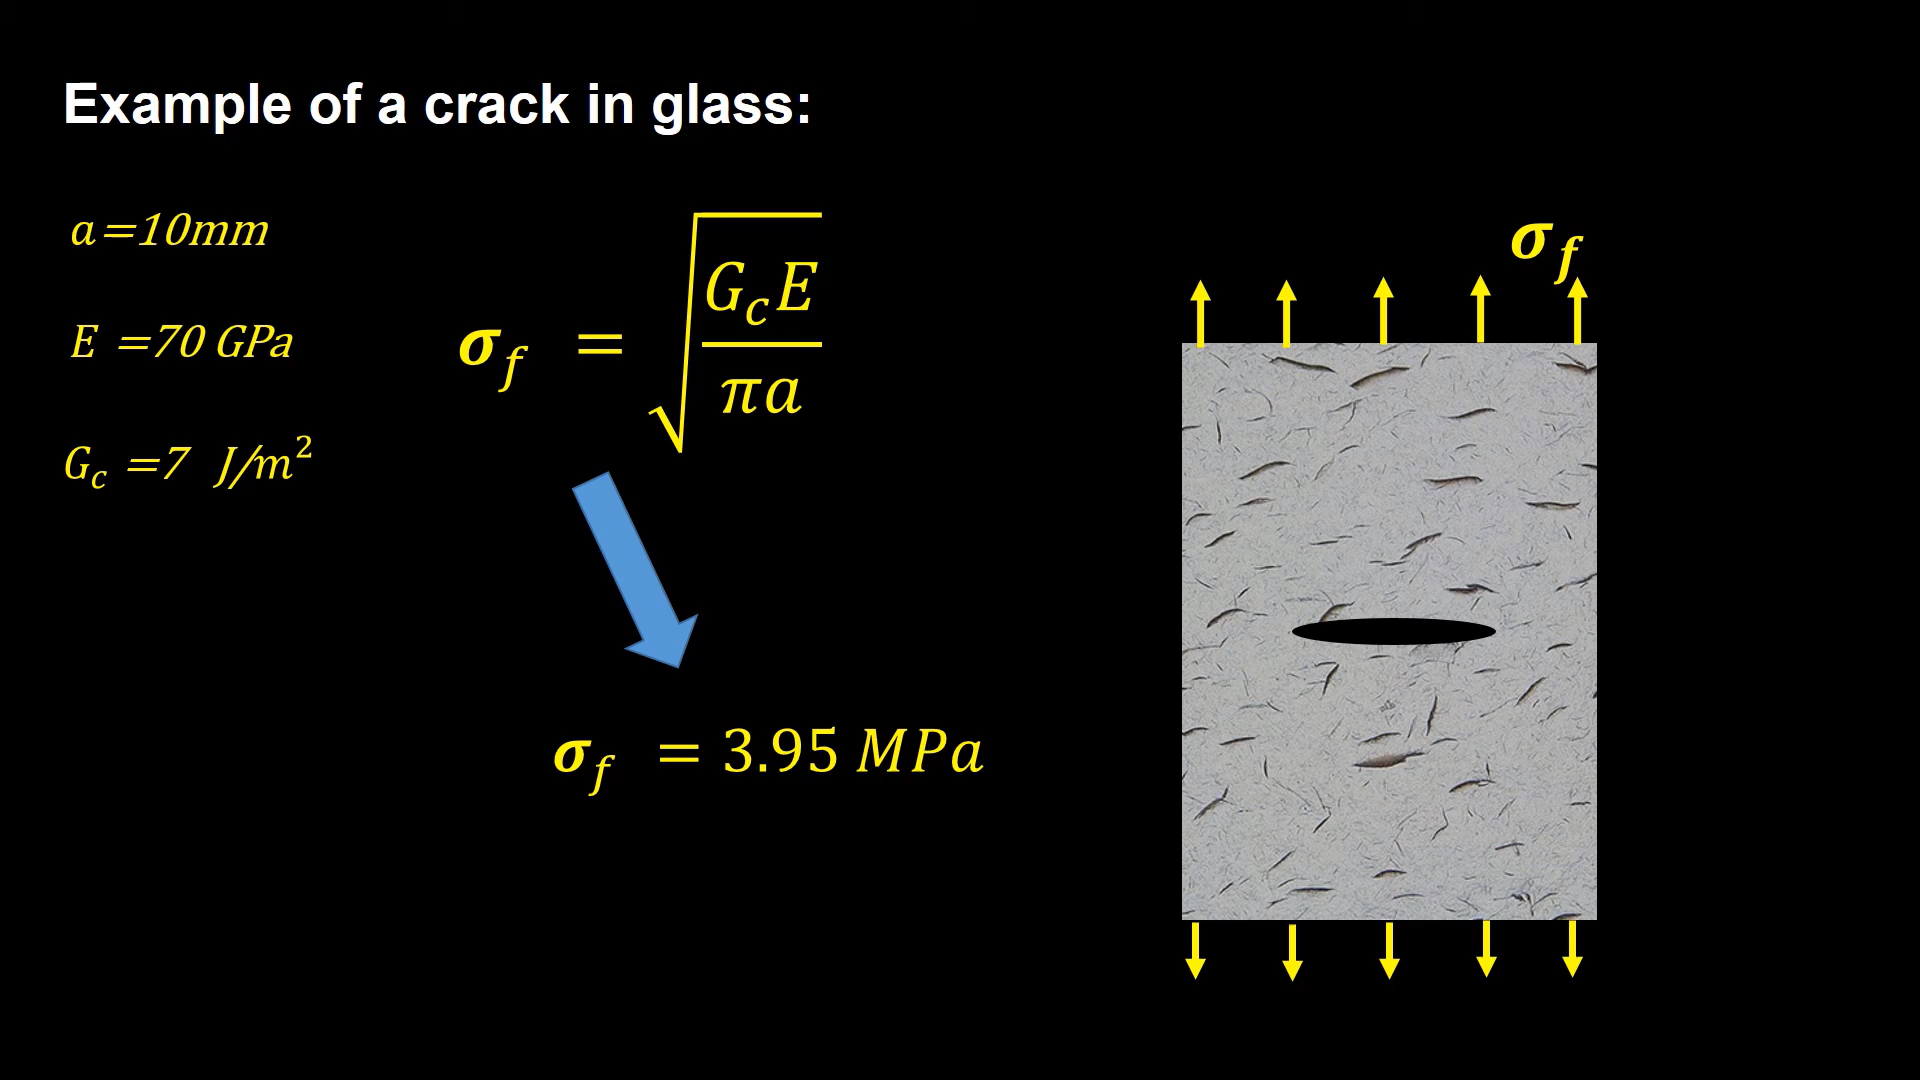 Example of a crack in glass:
a=10mm
E =70 GPa
G_c =7 J/m²
σ_f = √(G_c E / πa)
σ_f = 3.95 MPa
σ_f